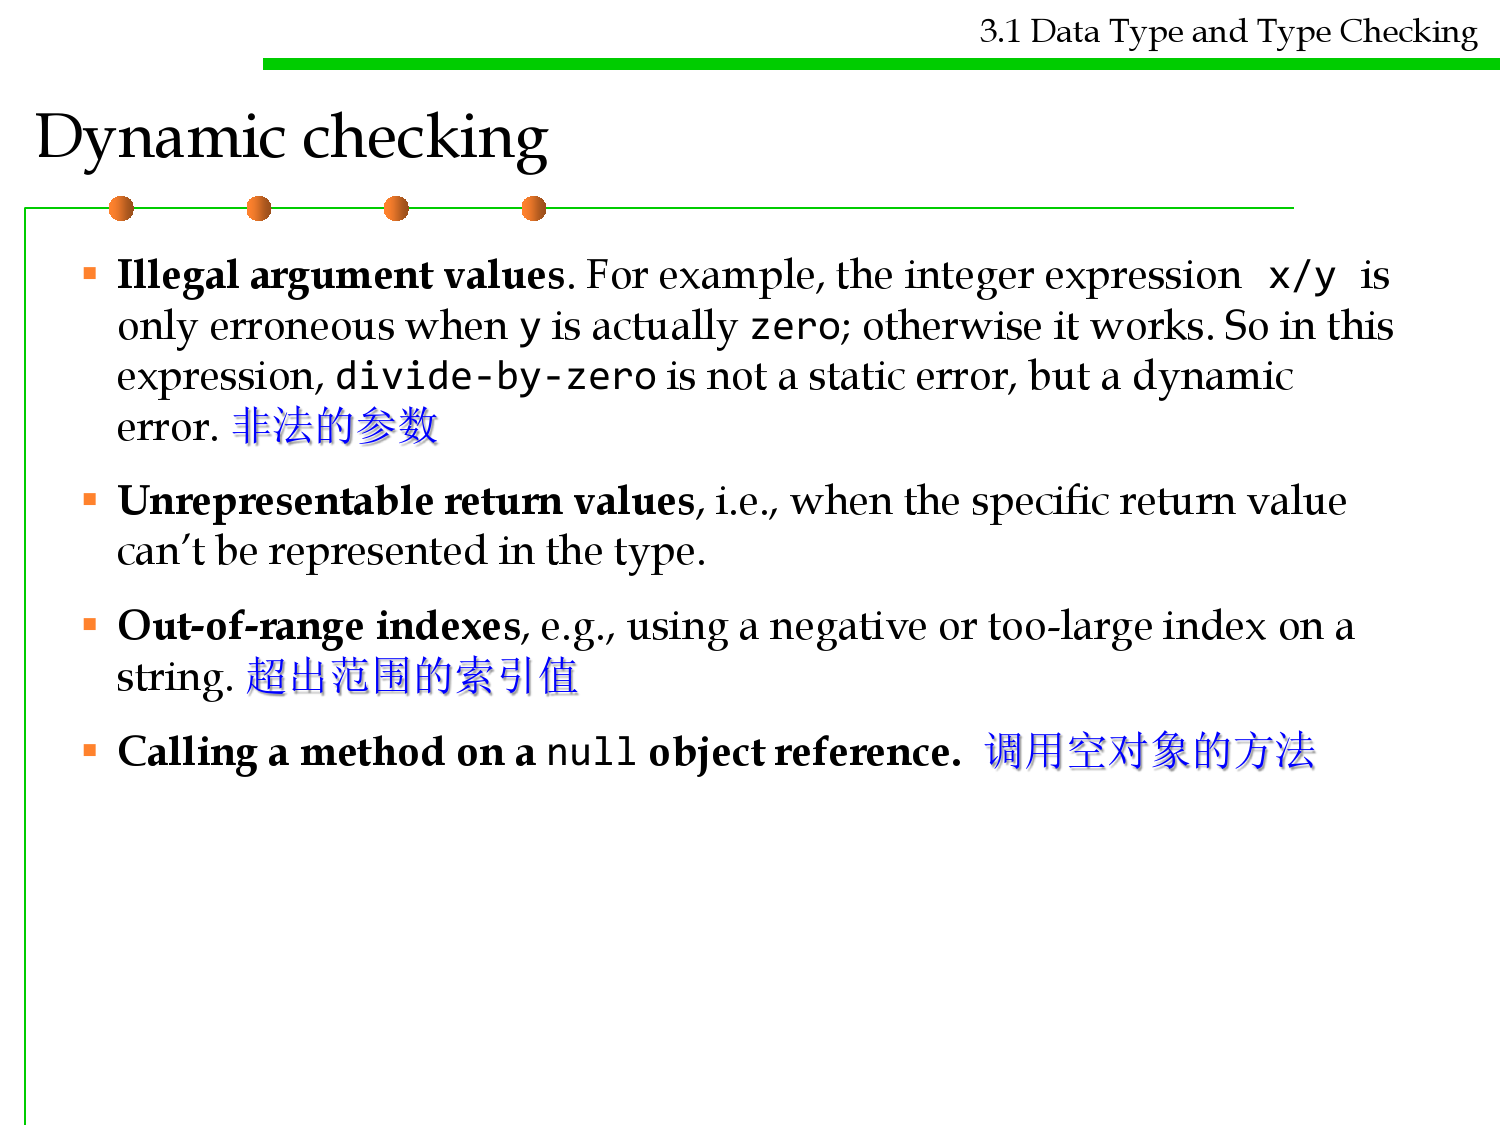 3.1 Data Type and Type Checking
Dynamic checking
▪ Illegal argument values. For example, the integer expression x/y is
only erroneous when y is actually zero; otherwise it works. So in this
expression, divide-by-zero is not a static error, but a dynamic
error. 非法的参数
▪ Unrepresentable return values, i.e., when the specific return value
can’t be represented in the type.
▪ Out-of-range indexes, e.g., using a negative or too-large index on a
string. 超出范围的索引值
▪ Calling a method on a null object reference. 调用空对象的方法